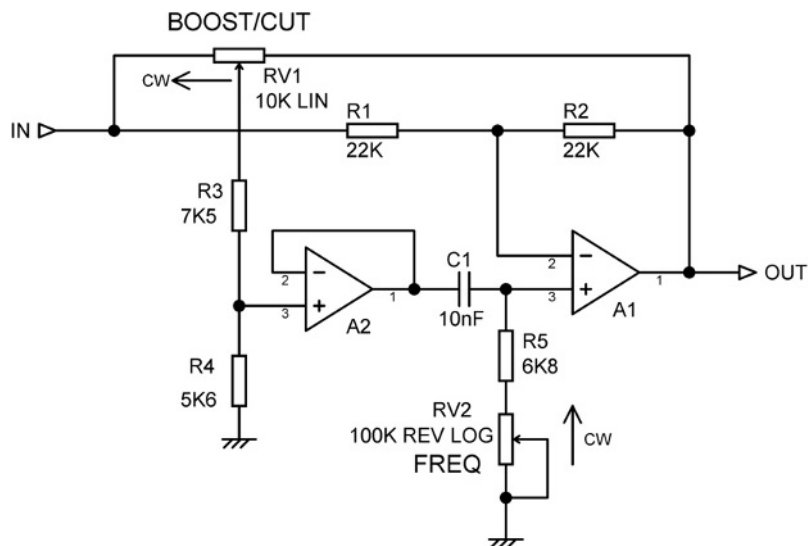 BOOST/CUT
CW
RV1
10K LIN
IN
R1
22K
R2
22K
R3
7K5
2
3
1
A2
C1
10nF
2
3
1
A1
OUT
R4
5K6
R5
6K8
RV2
100K REV LOG
FREQ
CW